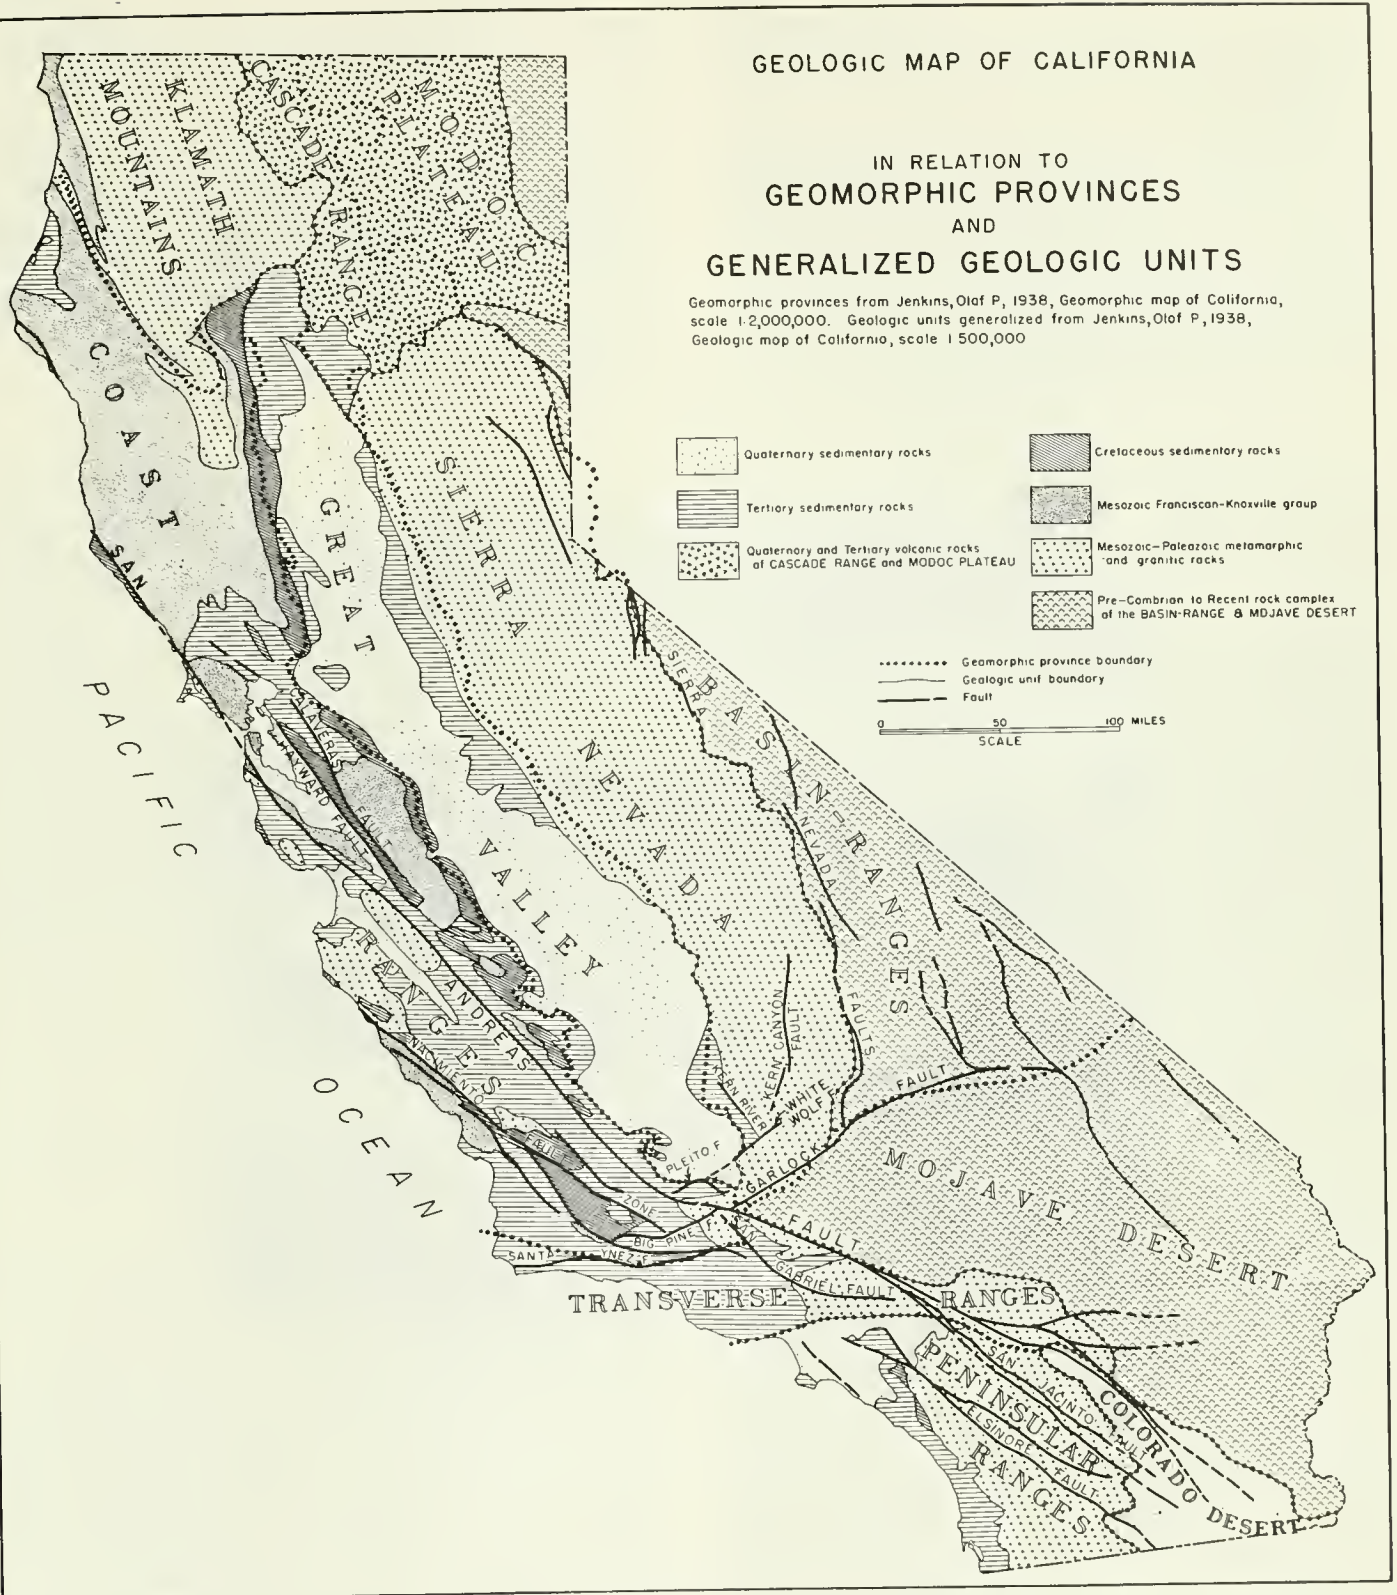 GEOLOGIC MAP OF CALIFORNIA
IN RELATION TO
GEOMORPHIC PROVINCES
AND
GENERALIZED GEOLOGIC UNITS
Geomorphic provinces from Jenkins, Olaf P, 1938, Geomorphic map of California,
scale 1:2,000,000. Geologic units generalized from Jenkins, Olof P, 1938,
Geologic map of California, scale 1 500,000
Quaternary sedimentary rocks
Tertiary sedimentary rocks
Quaternary and Tertiary volcanic rocks
of CASCADE RANGE and MODOC PLATEAU
Cretaceous sedimentary rocks
Mesozoic Franciscan-Knoxville group
Mesozoic-Paleozoic metamorphic
and granitic rocks
Pre-Cambrian to Recent rock complex
of the BASIN-RANGE & MOJAVE DESERT
Geomorphic province boundary
Geologic unit boundary
Fault
0 50 100 MILES
SCALE
KLAMATH
MOUNTAINS
CASCADE RANGE
MODOC
PLATEAU
COAST
RANGES
GREAT
VALLEY
SIERRA
NEVADA
BASIN-RANGES
SIERRA
NEVADA
FAULTS
PACIFIC
OCEAN
SAN
ANDREAS
FAULT
CALAVERAS
FAULT
HAYWARD FAULT
NACIMIENTO
FAULT
ZONE
KERN CANYON
FAULT
KERN RIVER
WHITE
WOLF F
PLEITO F
GARLOCK
FAULT
BIG PINE F
SANTA YNEZ F
SAN
GABRIEL FAULT
MOJAVE DESERT
TRANSVERSE RANGES
PENINSULAR
RANGES
SAN
JACINTO
FAULT
ELSINORE
FAULT
COLORADO
DESERT